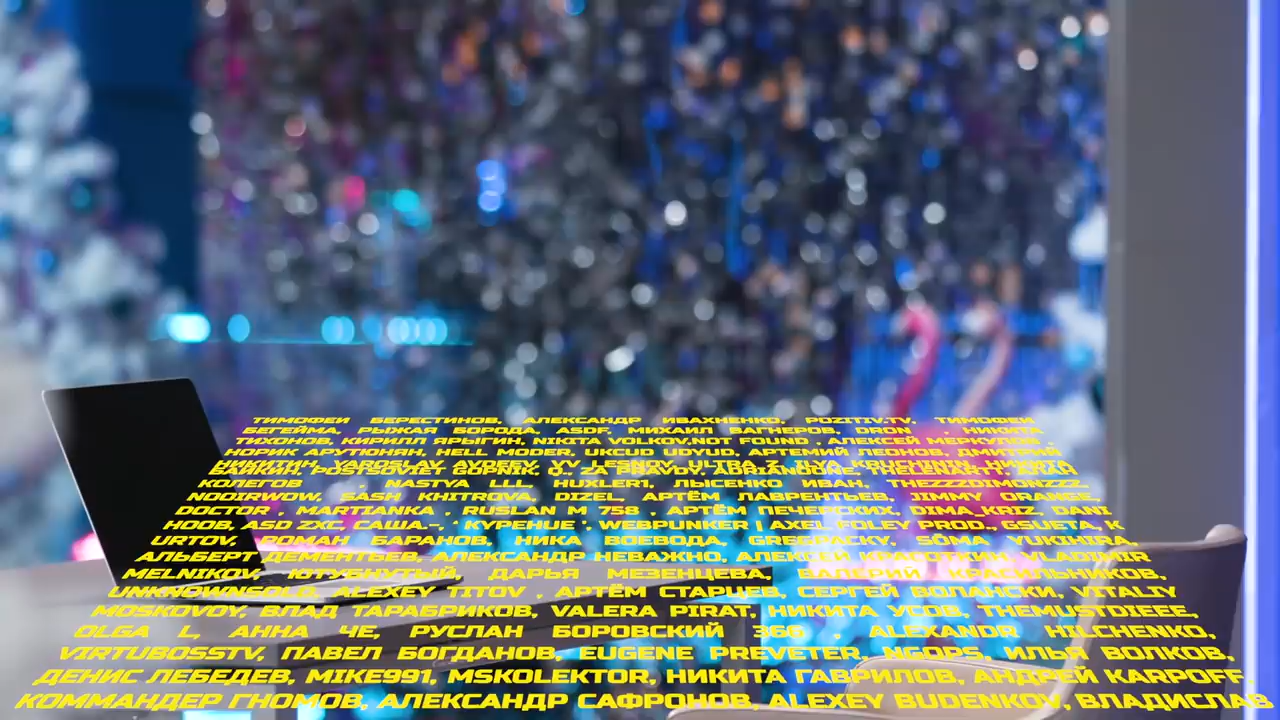 ТИМОФЕЙ БЕРЕСТИНОВ, АЛЕКСАНДР ИВАХНЕНКО, POZITIV.TV, ТИМОФЕЙ
БЕГЕЙМ, РЫЖАЯ БОРОДА, ASDF, МИХАИЛ ВАГНЕРОВ, DRON , НИКИТА
ТИХОНОВ, КИРИЛЛ ЯРЫГИН, NIKITA VOLKOV,NOT FOUND , АЛЕКСЕЙ МЕРКУЛОВ ,
HOPИK АРУТЮНЯН, HELL MODER, UKCUD UDYUD, АРТЕМИЙ ЛЕОНОВ, ДМИТРИЙ
КОЛЕГОВ , NASTYA LLL, HUXLER1, ЛЫСЕНКО ИВАН, THEZZZDIMONZZZ,
NOOIRWOW, SASH KHITROVA, DIZEL, АРТЁМ ЛАВРЕНТЬЕВ, JIMMY ORANGE,
DOCTOR , MARTIANKA , RUSLAN M 758 , АРТЁМ ПЕЧЕРСКИХ, DIMA_KRIZ, DANI
HOOB, ASD ZXC, САША.-, ' КУРЕНИЕ ', WEBPUNKER | AXEL FOLEY PROD., GSUETA, K
URTOV, РОМАН БАРАНОВ, НИКА ВОЕВОДА, GREGPACKY, SŌMA YUKIHIRA,
АЛЬБЕРТ ДЕМЕНТЬЕВ, АЛЕКСАНДР НЕВАЖНО, АЛЕКСЕЙ КРАСОТКИН, VLADIMIR
MELNIKOV, ЮТУБНУТЫЙ, ДАРЬЯ МЕЗЕНЦЕВА, ВАЛЕРИЙ КРАСИЛЬНИКОВ,
UNKNOWNSOLO, ALEXEY TITOV , АРТЁМ СТАРЦЕВ, СЕРГЕЙ ВОЛАНСКИ, VITALIY
MOSKOVOY, ВЛАД ТАРАБРИКОВ, VALERA PIRAT, НИКИТА УСОВ, THEMUSTDIEEE,
OLGA L, АННА ЧЕ, РУСЛАН БОРОВСКИЙ 366 , ALEXANDR HILCHENKO,
VIRTUBOSSTV, ПАВЕЛ БОГДАНОВ, EUGENE PREVETER, NGOPS, ИЛЬЯ ВОЛКОВ,
ДЕНИС ЛЕБЕДЕВ, MIKE991, MSKOLEKTOR, НИКИТА ГАВРИЛОВ, АНДРЕЙ KARPOFF,
КОММАНДЕР ГНОМОВ, АЛЕКСАНДР САФРОНОВ, ALEXEY BUDENKOV, ВЛАДИСЛАВ